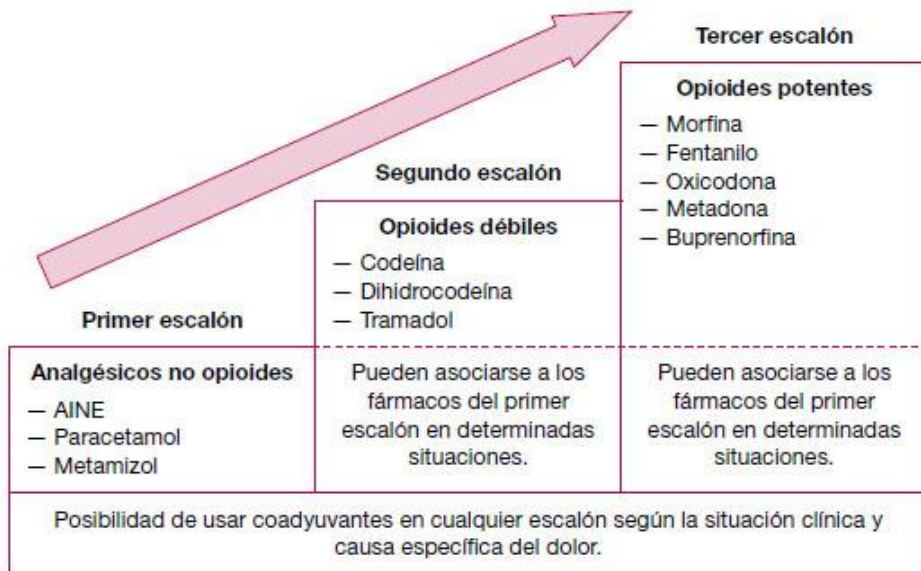 Primer escalón
Analgésicos no opioides
— AINE
— Paracetamol
— Metamizol
Segundo escalón
Opioides débiles
— Codeína
— Dihidrocodeína
— Tramadol
Pueden asociarse a los
fármacos del primer
escalón en determinadas
situaciones.
Tercer escalón
Opioides potentes
— Morfina
— Fentanilo
— Oxicodona
— Metadona
— Buprenorfina
Pueden asociarse a los
fármacos del primer
escalón en determinadas
situaciones.
Posibilidad de usar coadyuvantes en cualquier escalón según la situación clínica y
causa específica del dolor.